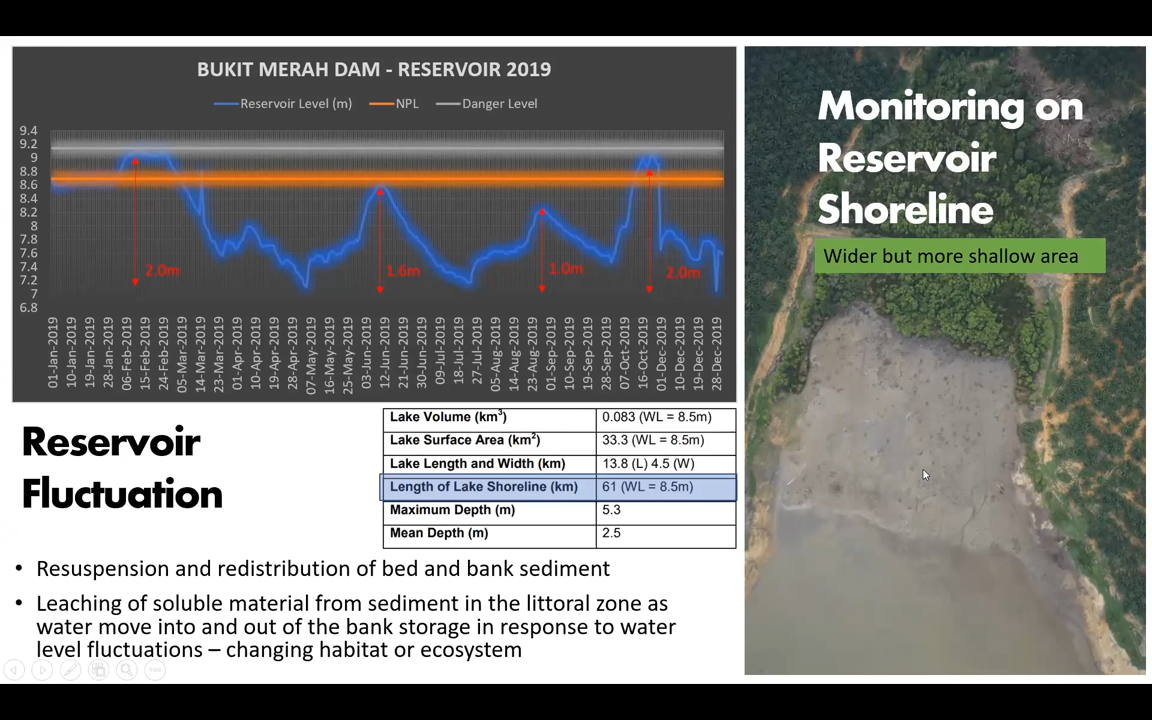 BUKIT MERAH DAM - RESERVOIR 2019
Reservoir Level (m) NPL Danger Level
9.4
9.2
9
8.8
8.6
8.4
8.2
8
7.8
7.6
7.4
7.2
7
6.8
2.0m
1.6m
1.0m
2.0m
01-Jan-2019
10-Jan-2019
19-Jan-2019
28-Jan-2019
06-Feb-2019
15-Feb-2019
24-Feb-2019
05-Mar-2019
14-Mar-2019
23-Mar-2019
01-Apr-2019
10-Apr-2019
19-Apr-2019
28-Apr-2019
07-May-2019
16-May-2019
25-May-2019
03-Jun-2019
12-Jun-2019
21-Jun-2019
30-Jun-2019
09-Jul-2019
18-Jul-2019
27-Jul-2019
05-Aug-2019
14-Aug-2019
23-Aug-2019
01-Sep-2019
10-Sep-2019
19-Sep-2019
28-Sep-2019
07-Oct-2019
16-Oct-2019
01-Dec-2019
10-Dec-2019
19-Dec-2019
28-Dec-2019
Monitoring on
Reservoir
Shoreline
Wider but more shallow area
Reservoir
Fluctuation
Lake Volume (km³) 0.083 (WL = 8.5m)
Lake Surface Area (km²) 33.3 (WL = 8.5m)
Lake Length and Width (km) 13.8 (L) 4.5 (W)
Length of Lake Shoreline (km) 61 (WL = 8.5m)
Maximum Depth (m) 5.3
Mean Depth (m) 2.5
• Resuspension and redistribution of bed and bank sediment
• Leaching of soluble material from sediment in the littoral zone as
water move into and out of the bank storage in response to water
level fluctuations – changing habitat or ecosystem